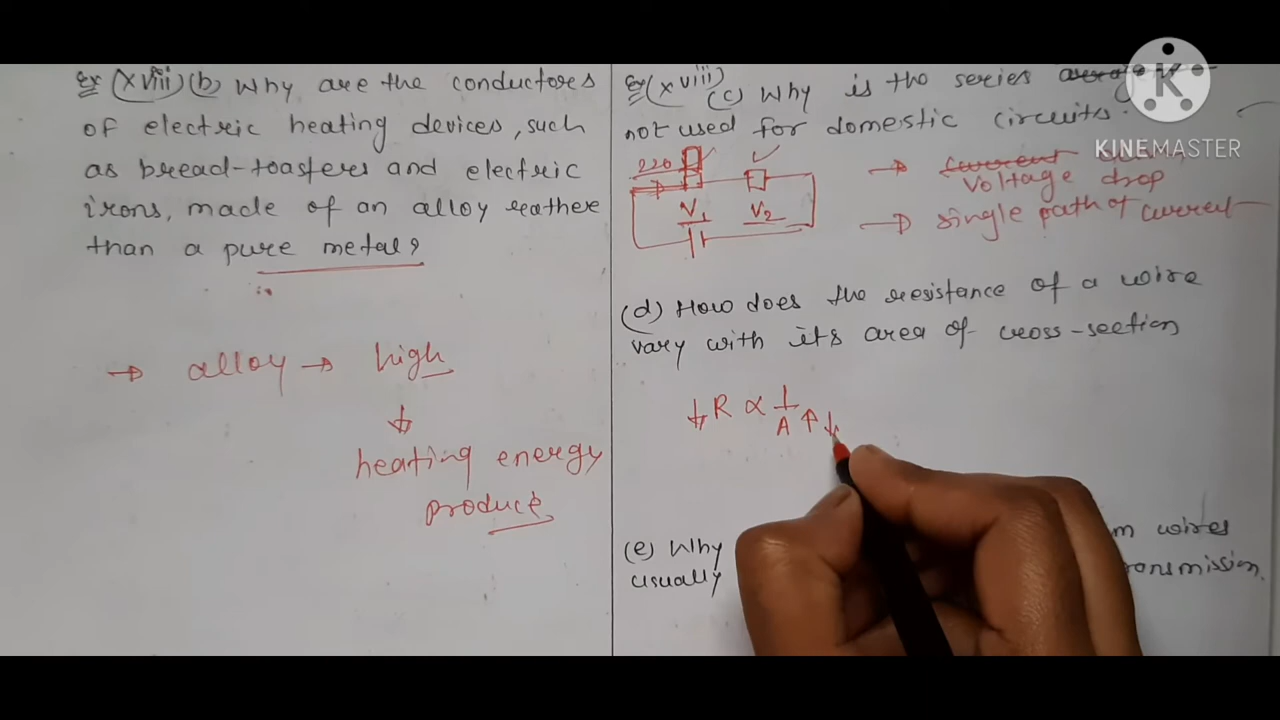 Ex (xviii)(b) Why are the conductors
of electric heating devices, such
as bread-toasters and electric
irons, made of an alloy rather
than a pure metal?
→ alloy → high
↓
heating energy
produce
Ex (xviii) (c) Why is the series
not used for domestic circuits.
220
V1 V2
→ current
voltage drop
→ single path of current
(d) How does the resistance of a wire
vary with its area of cross-section
↓ R ∝ 1/A ↑ ↓
(e) Why wires
usually transmission.
K
KINEMASTER